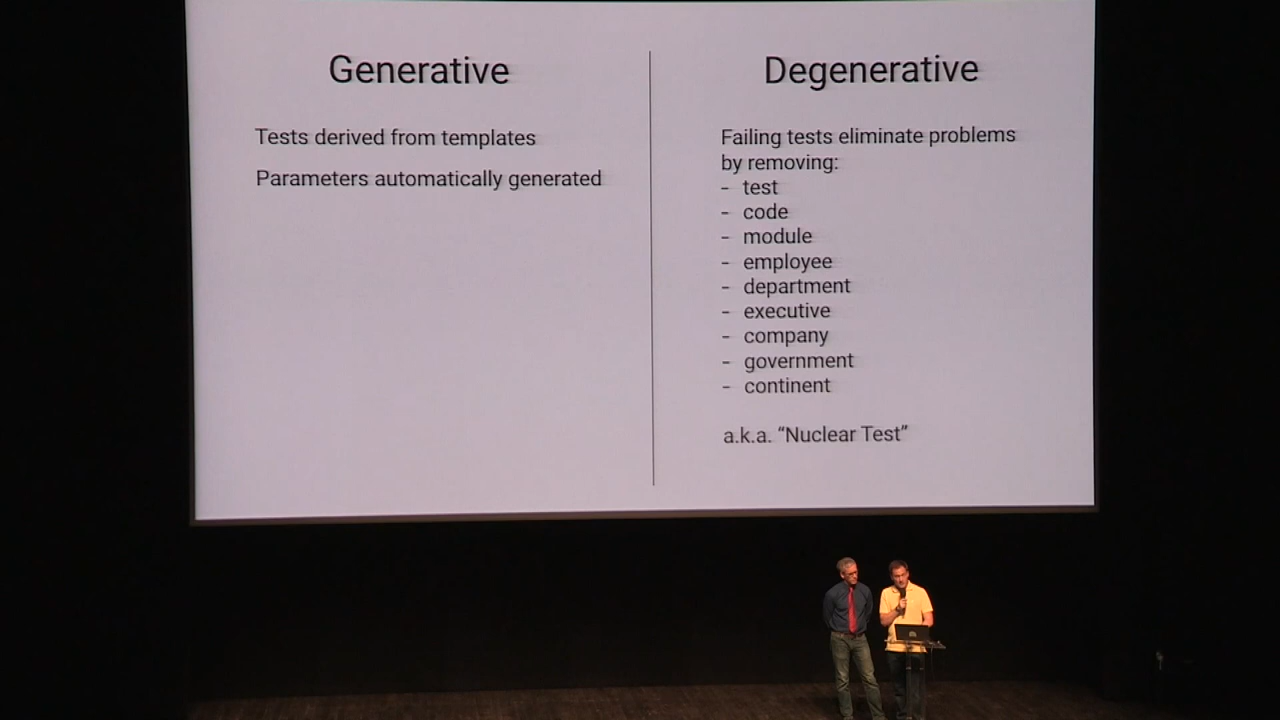 Generative
Tests derived from templates
Parameters automatically generated
Degenerative
Failing tests eliminate problems
by removing:
- test
- code
- module
- employee
- department
- executive
- company
- government
- continent
a.k.a. “Nuclear Test”